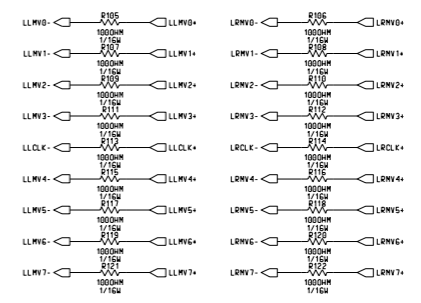 R105 R106
LLMV0- LLMV0+ LRMV0- LRMV0+
100OHM 100OHM
1/16W 1/16W
R107 R108
LLMV1- LLMV1+ LRMV1- LRMV1+
100OHM 100OHM
1/16W 1/16W
R109 R110
LLMV2- LLMV2+ LRMV2- LRMV2+
100OHM 100OHM
1/16W 1/16W
R111 R112
LLMV3- LLMV3+ LRMV3- LRMV3+
100OHM 100OHM
1/16W 1/16W
R113 R114
LLCLK- LLCLK+ LRCLK- LRCLK+
100OHM 100OHM
1/16W 1/16W
R115 R116
LLMV4- LLMV4+ LRMV4- LRMV4+
100OHM 100OHM
1/16W 1/16W
R117 R118
LLMV5- LLMV5+ LRMV5- LRMV5+
100OHM 100OHM
1/16W 1/16W
R119 R120
LLMV6- LLMV6+ LRMV6- LRMV6+
100OHM 100OHM
1/16W 1/16W
R121 R122
LLMV7- LLMV7+ LRMV7- LRMV7+
100OHM 100OHM
1/16W 1/16W